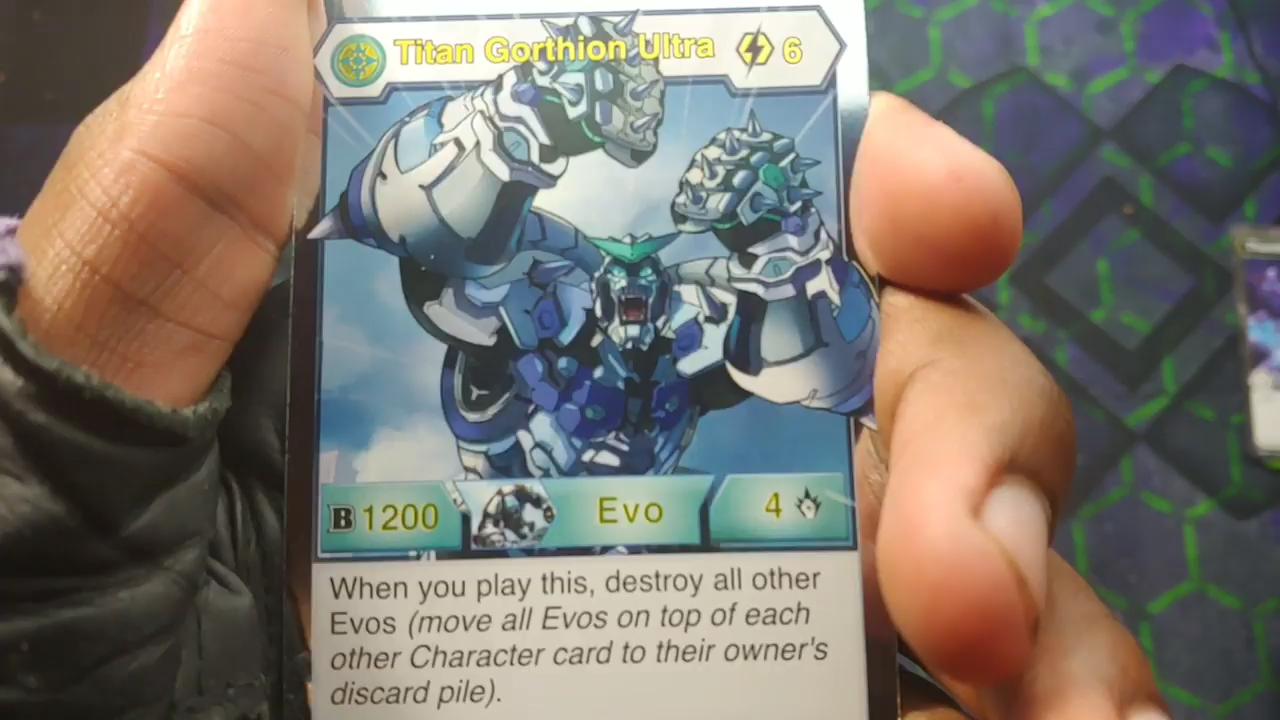 Titan Gorthion Ultra 6
B 1200 Evo 4
When you play this, destroy all other
Evos (move all Evos on top of each
other Character card to their owner's
discard pile).